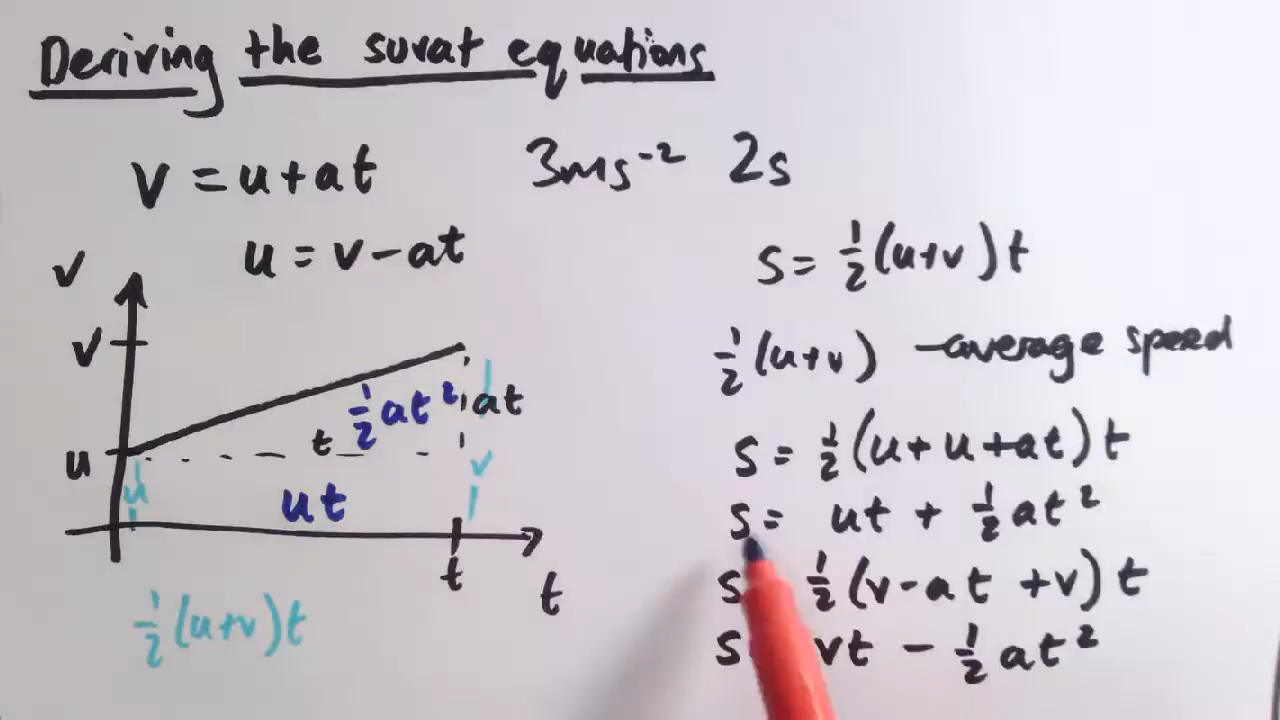 Deriving the suvat equations
v = u + at
3ms⁻² 2s
u = v - at
s = ½(u+v)t
½(u+v) - average speed
s = ½(u + u + at)t
s = ut + ½at²
s ½(v - at + v)t
s vt - ½at²
v
v
u
½at²
at
t
u
v
ut
t
t
½(u+v)t